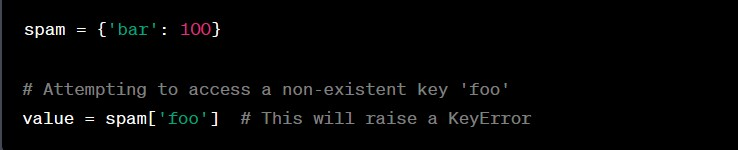 spam = {'bar': 100}
# Attempting to access a non-existent key 'foo'
value = spam['foo']  # This will raise a KeyError